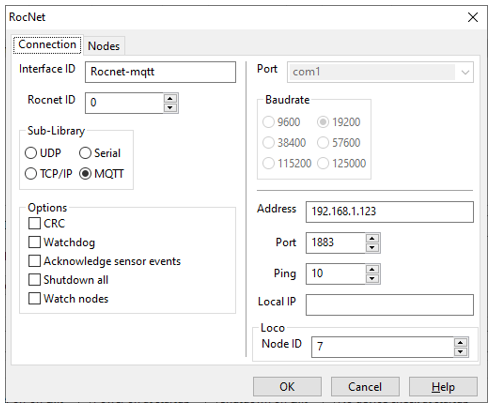 RocNet
Connection Nodes
Interface ID Rocnet-mqtt
Rocnet ID 0
Sub-Library
UDP Serial
TCP/IP MQTT
Options
CRC
Watchdog
Acknowledge sensor events
Shutdown all
Watch nodes
Port com1
Baudrate
9600 19200
38400 57600
115200 125000
Address 192.168.1.123
Port 1883
Ping 10
Local IP
Loco
Node ID 7
OK Cancel Help